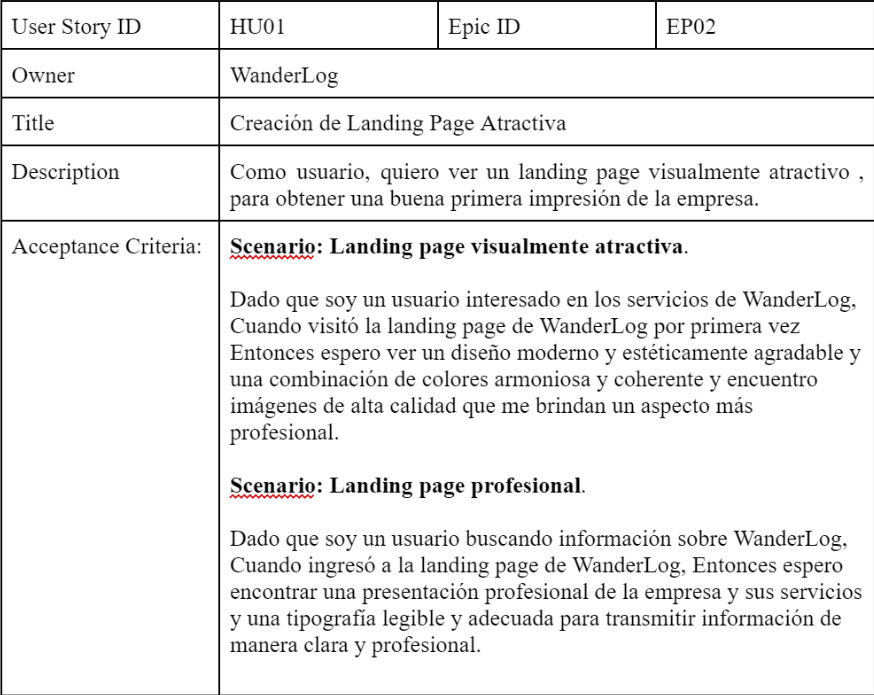 User Story ID HU01 Epic ID EP02
Owner WanderLog
Title Creación de Landing Page Atractiva
Description Como usuario, quiero ver un landing page visualmente atractivo ,
para obtener una buena primera impresión de la empresa.
Acceptance Criteria: Scenario: Landing page visualmente atractiva.
Dado que soy un usuario interesado en los servicios de WanderLog,
Cuando visitó la landing page de WanderLog por primera vez
Entonces espero ver un diseño moderno y estéticamente agradable y
una combinación de colores armoniosa y coherente y encuentro
imágenes de alta calidad que me brindan un aspecto más
profesional.
Scenario: Landing page profesional.
Dado que soy un usuario buscando información sobre WanderLog,
Cuando ingresó a la landing page de WanderLog, Entonces espero
encontrar una presentación profesional de la empresa y sus servicios
y una tipografía legible y adecuada para transmitir información de
manera clara y profesional.